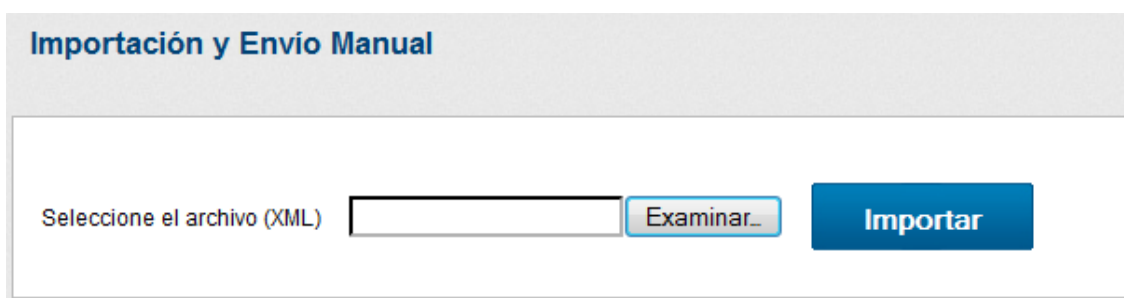 Importación y Envío Manual
Seleccione el archivo (XML) Examinar... Importar